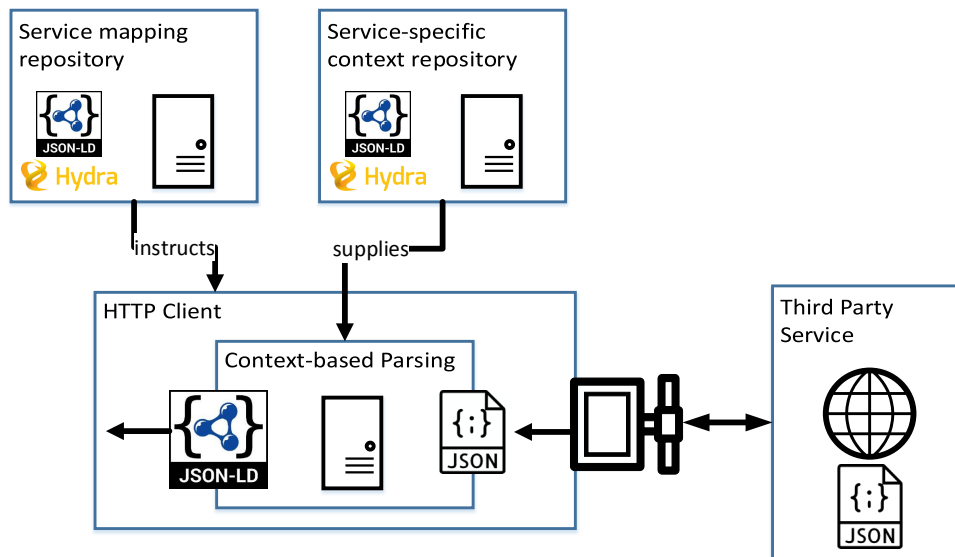 Service mapping
repository
JSON-LD
Hydra
Service-specific
context repository
JSON-LD
Hydra
instructs
supplies
HTTP Client
Context-based Parsing
{ }
JSON-LD
{;}
JSON
Third Party
Service
{;}
JSON